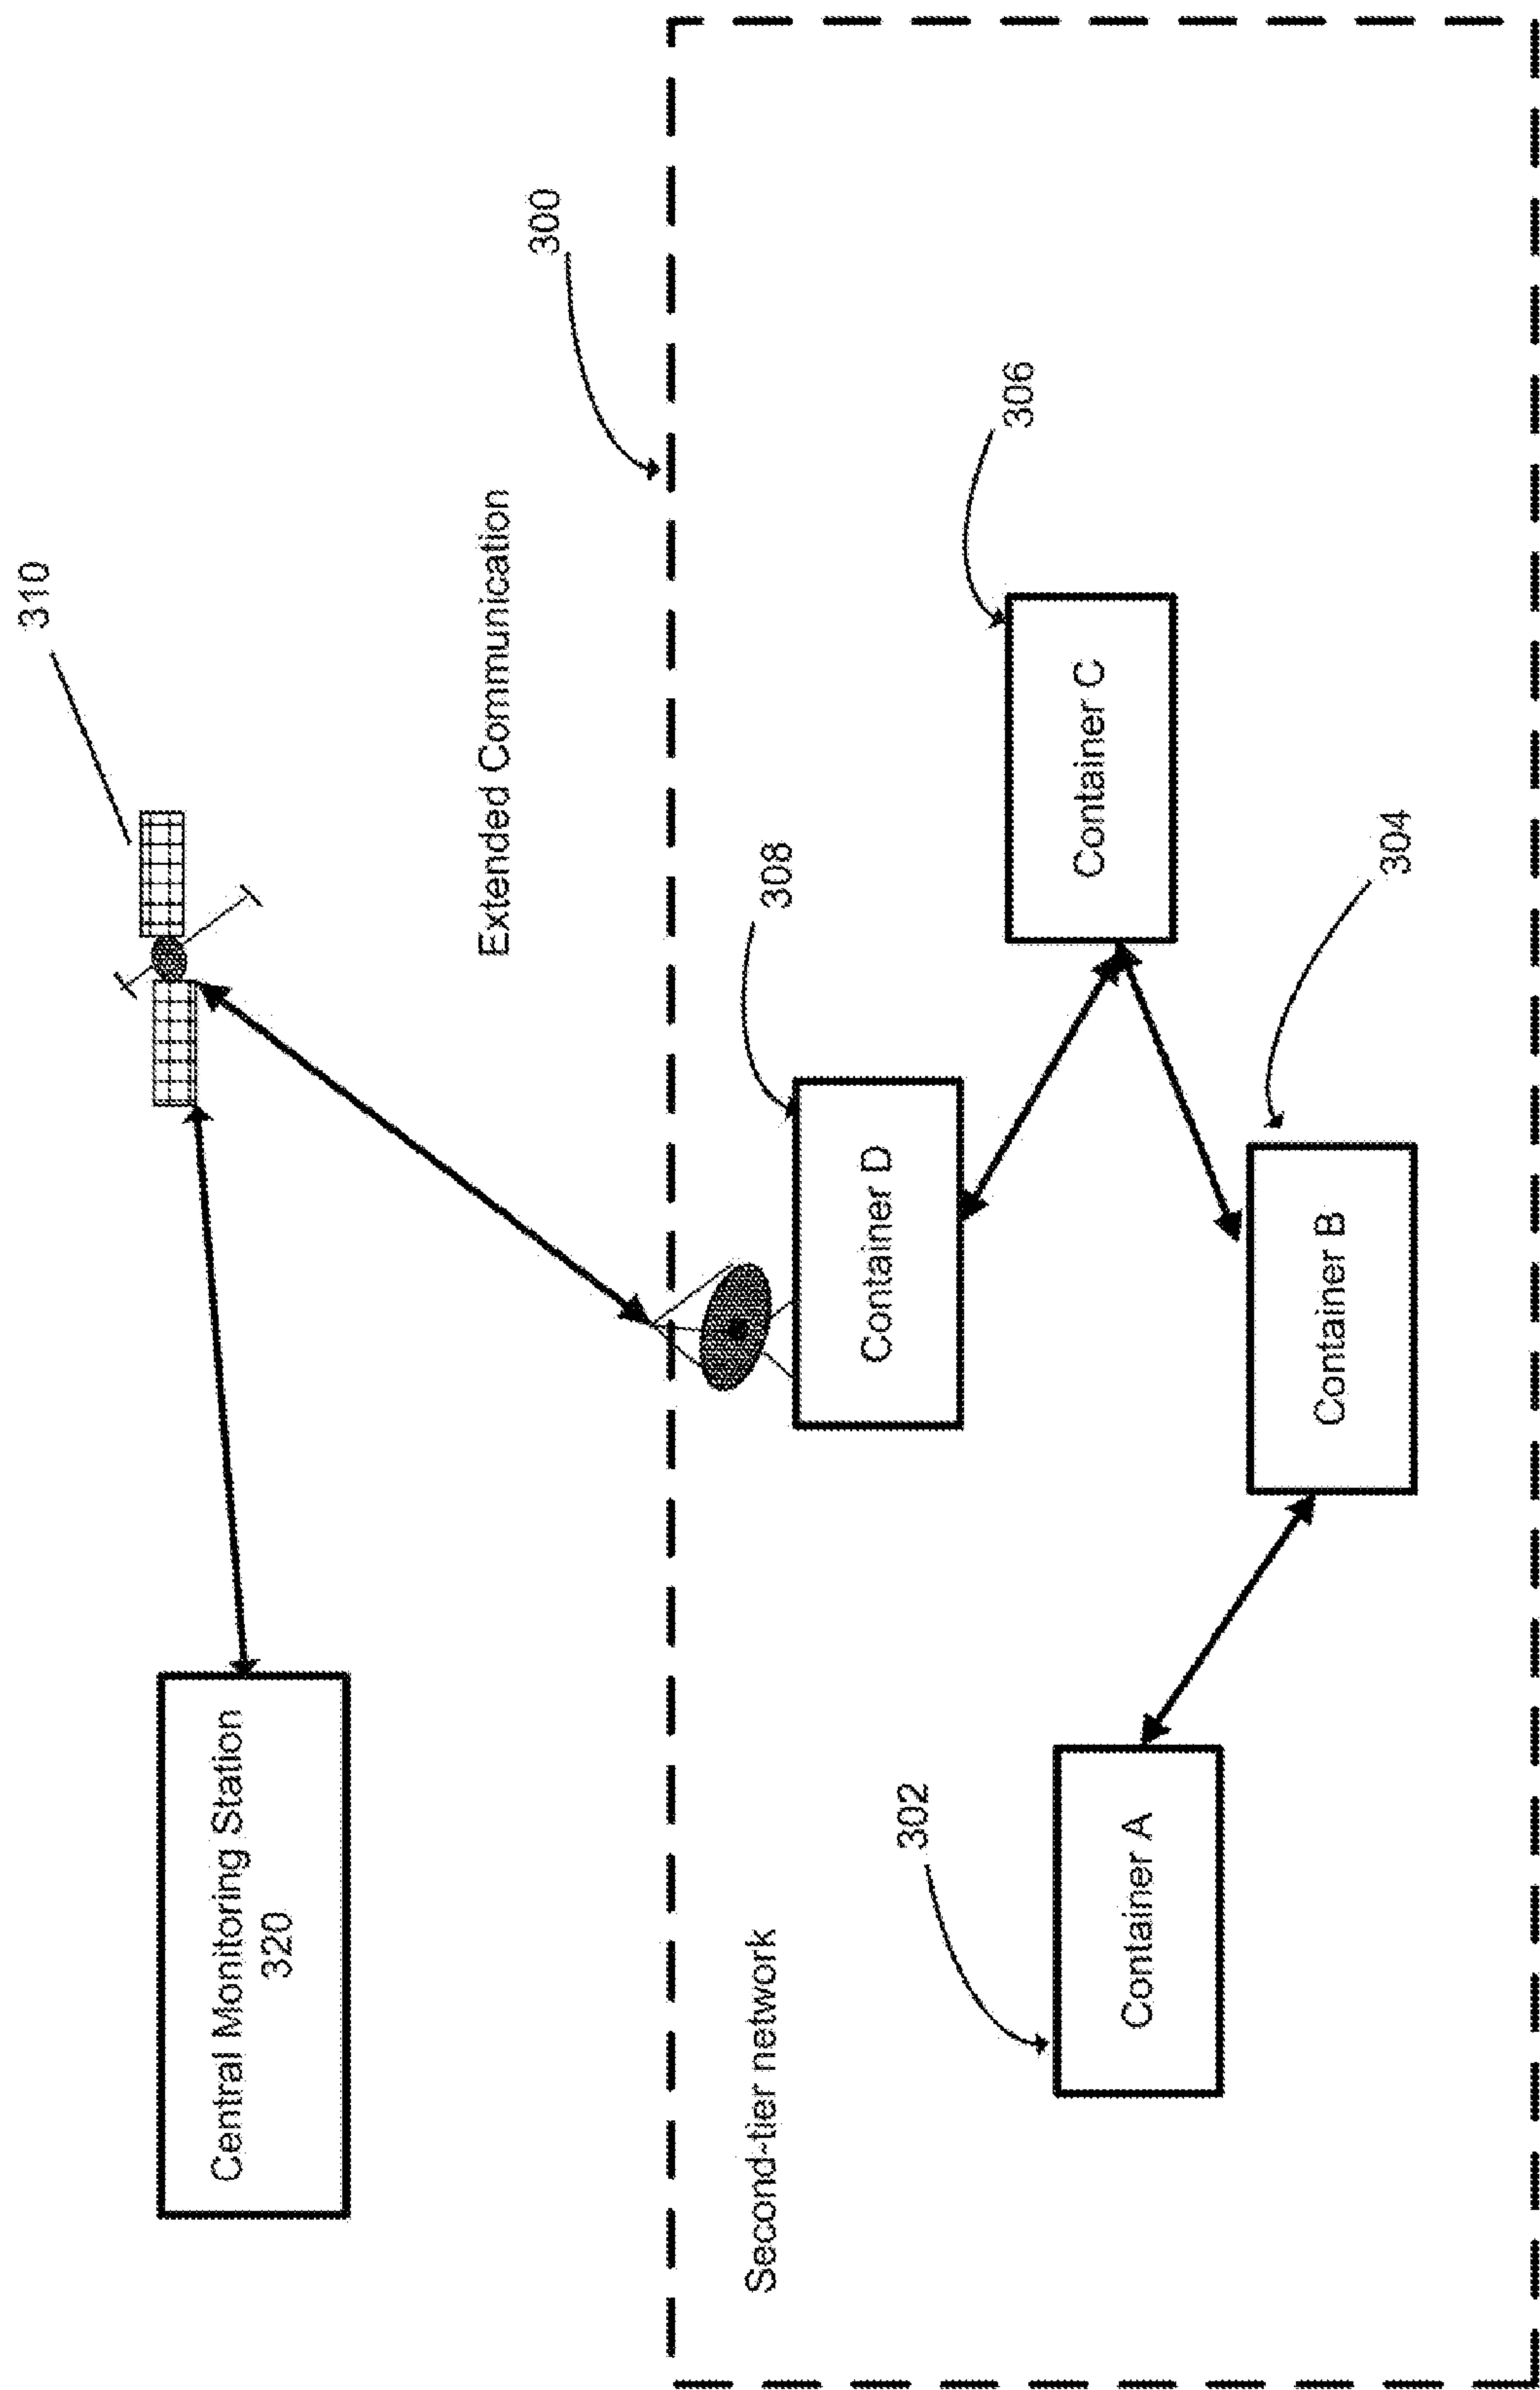 310
Central Monitoring Station
320
Extended Communication
300
Second-tier network
308
Container D
302
306
Container A
Container C
304
Container B